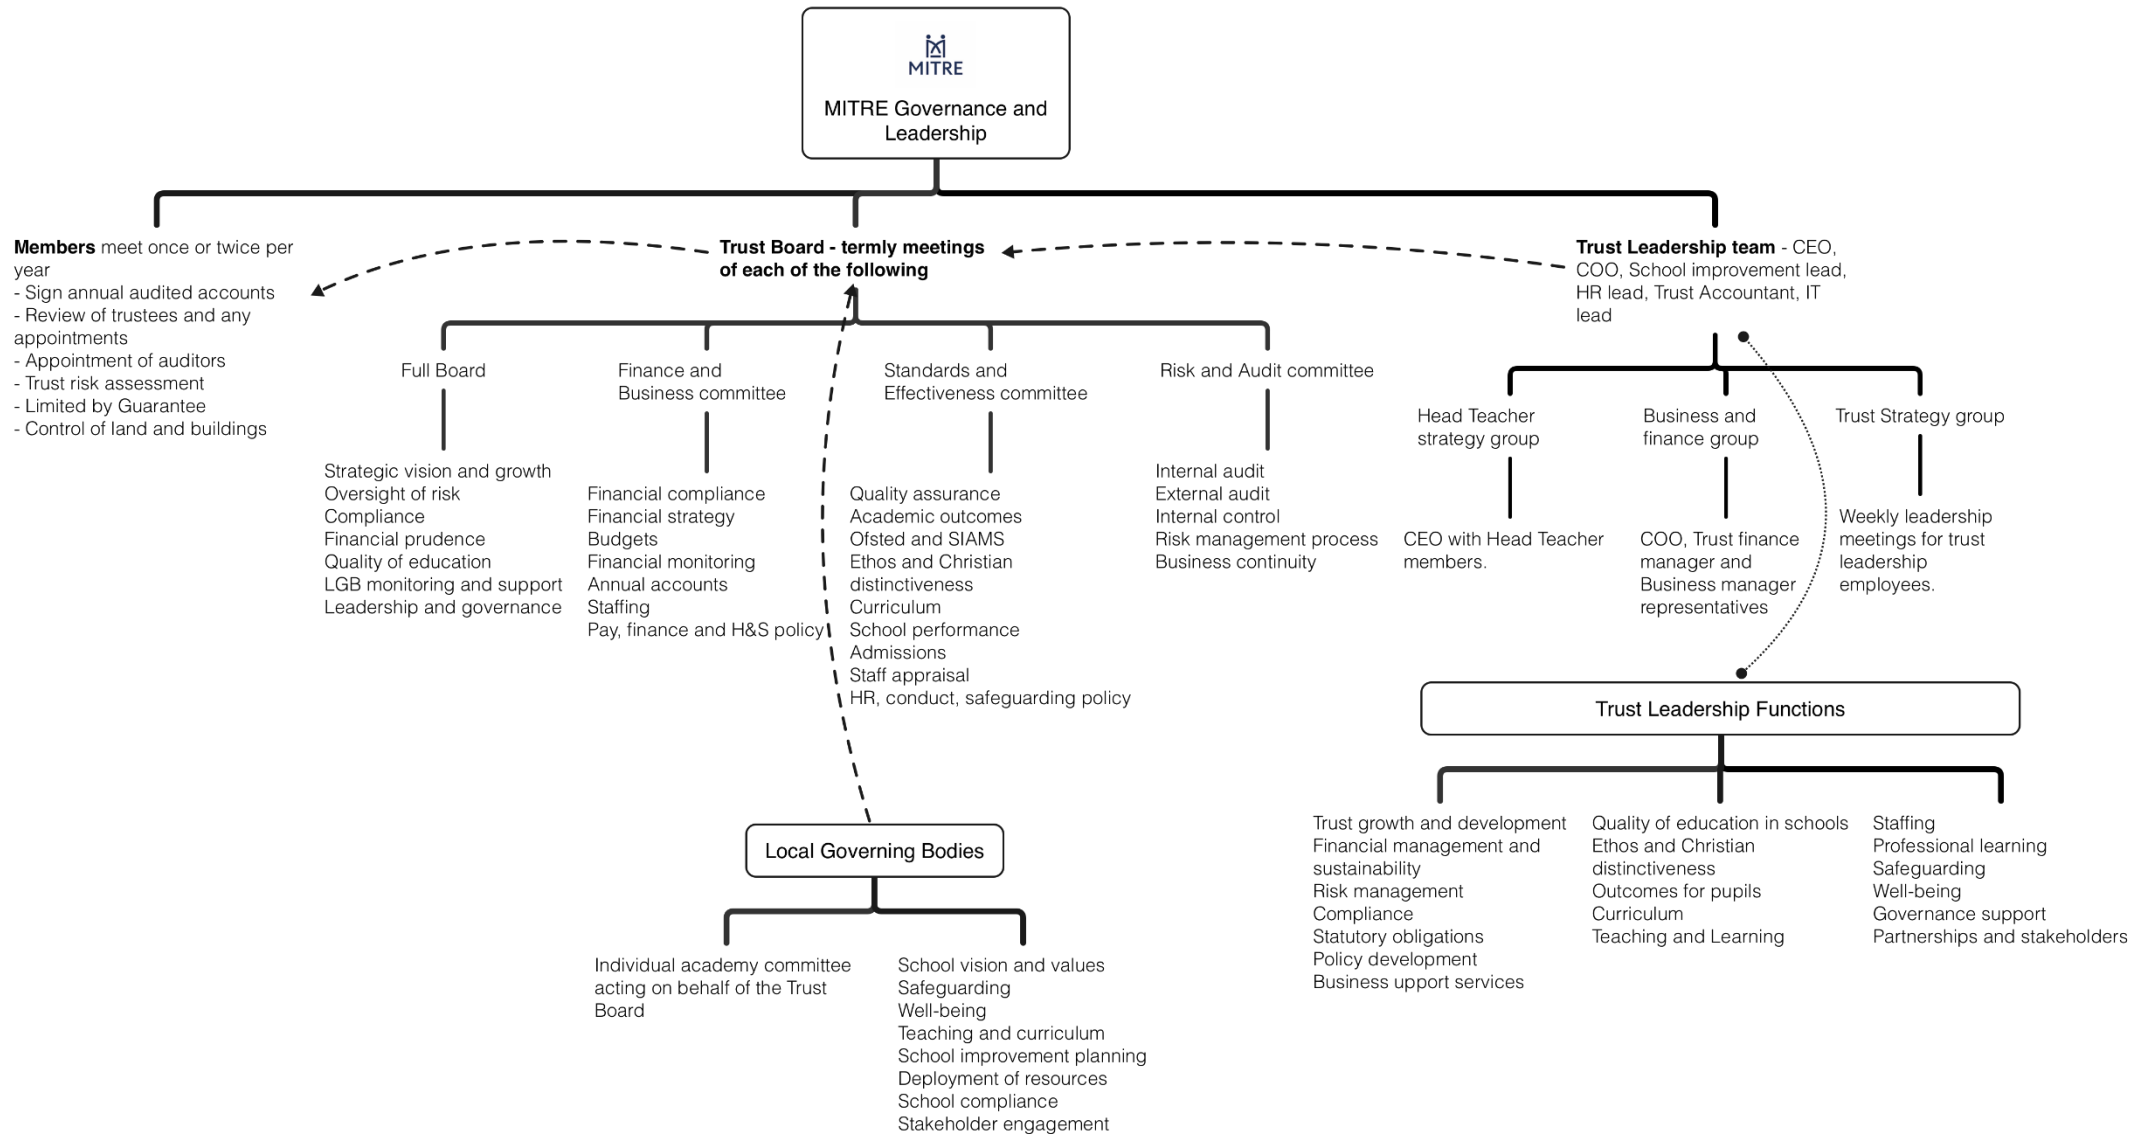 MITRE
MITRE Governance and
Leadership
Members meet once or twice per
year
- Sign annual audited accounts
- Review of trustees and any
appointments
- Appointment of auditors
- Trust risk assessment
- Limited by Guarantee
- Control of land and buildings
Trust Board - termly meetings
of each of the following
Full Board
Strategic vision and growth
Oversight of risk
Compliance
Financial prudence
Quality of education
LGB monitoring and support
Leadership and governance
Finance and
Business committee
Financial compliance
Financial strategy
Budgets
Financial monitoring
Annual accounts
Staffing
Pay, finance and H&S policy
Standards and
Effectiveness committee
Quality assurance
Academic outcomes
Ofsted and SIAMS
Ethos and Christian
distinctiveness
Curriculum
School performance
Admissions
Staff appraisal
HR, conduct, safeguarding policy
Risk and Audit committee
Internal audit
External audit
Internal control
Risk management process
Business continuity
Trust Leadership team - CEO,
COO, School improvement lead,
HR lead, Trust Accountant, IT
lead
Head Teacher
strategy group
CEO with Head Teacher
members.
Business and
finance group
COO, Trust finance
manager and
Business manager
representatives
Trust Strategy group
Weekly leadership
meetings for trust
leadership
employees.
Trust Leadership Functions
Trust growth and development
Financial management and
sustainability
Risk management
Compliance
Statutory obligations
Policy development
Business upport services
Quality of education in schools
Ethos and Christian
distinctiveness
Outcomes for pupils
Curriculum
Teaching and Learning
Staffing
Professional learning
Safeguarding
Well-being
Governance support
Partnerships and stakeholders
Local Governing Bodies
Individual academy committee
acting on behalf of the Trust
Board
School vision and values
Safeguarding
Well-being
Teaching and curriculum
School improvement planning
Deployment of resources
School compliance
Stakeholder engagement